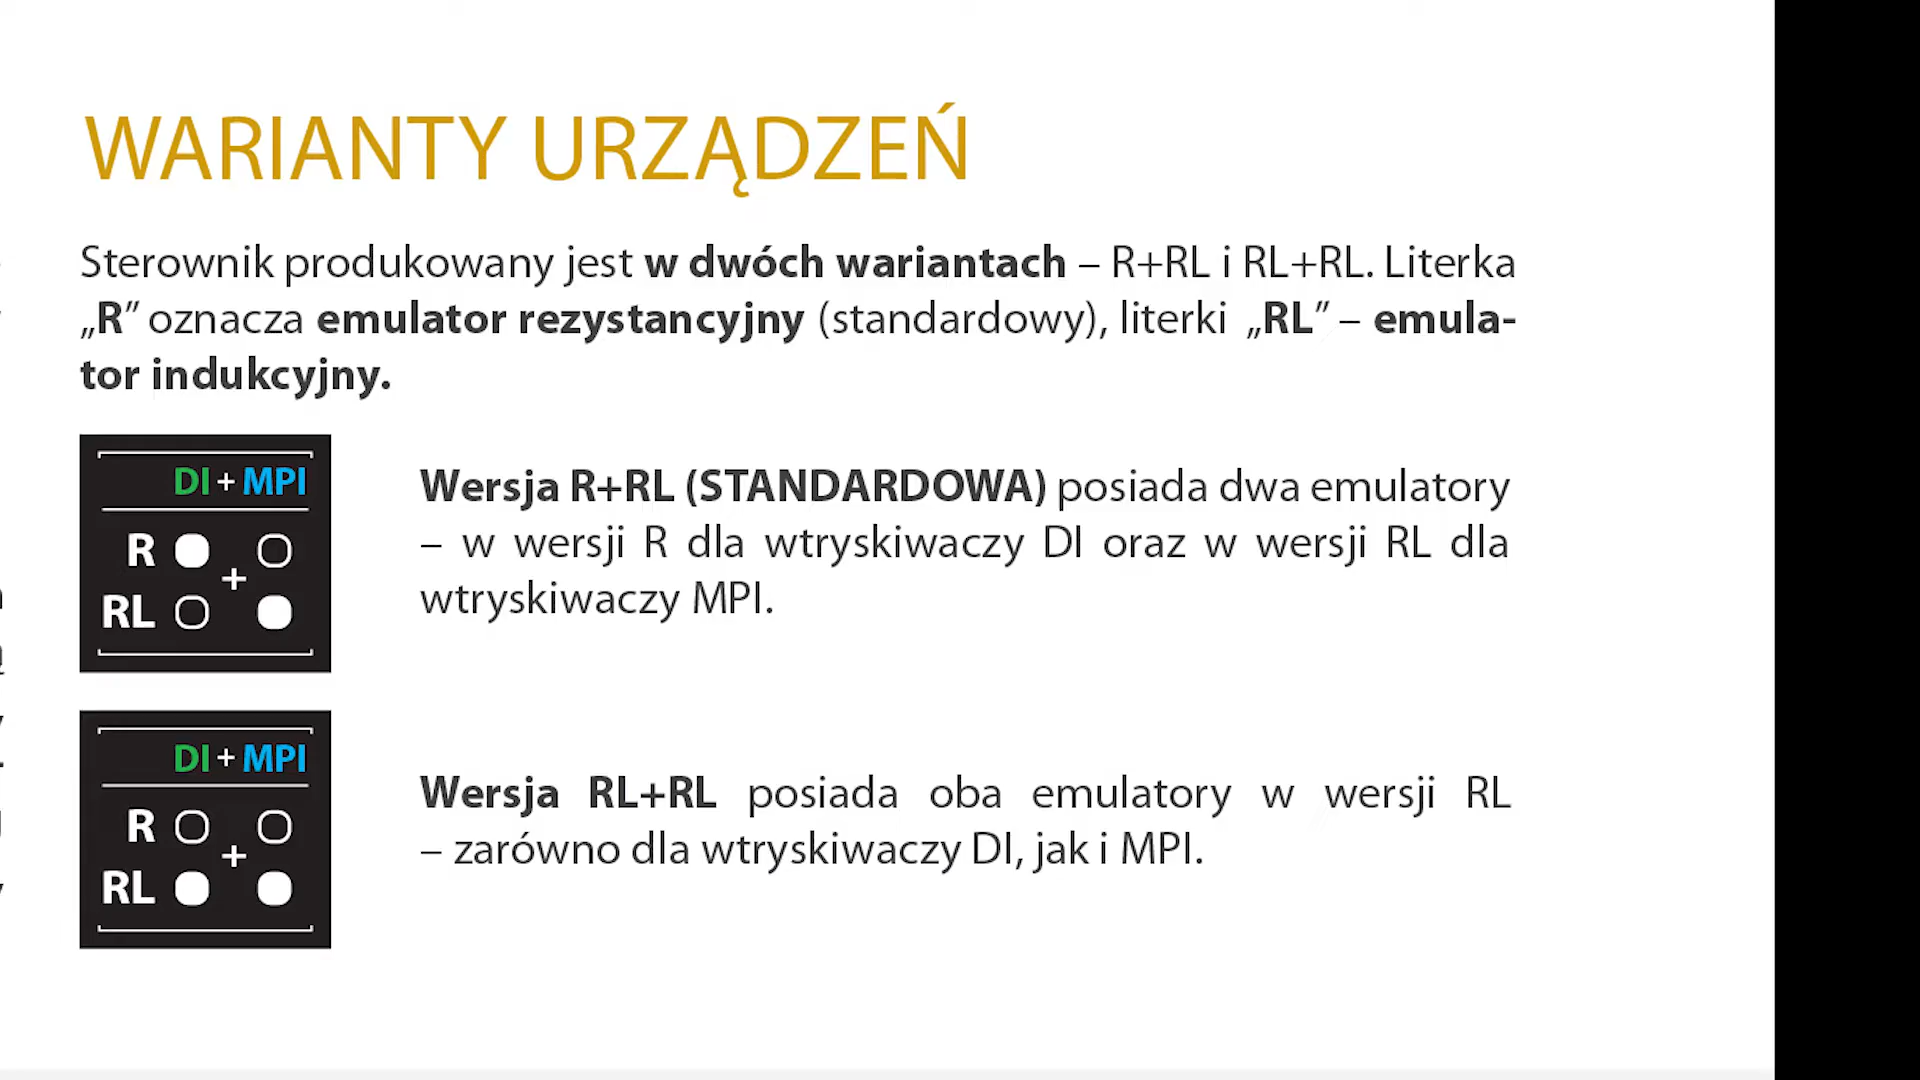 WARIANTY URZĄDZEŃ
Sterownik produkowany jest w dwóch wariantach – R+RL i RL+RL. Literka
„R” oznacza emulator rezystancyjny (standardowy), literki „RL” – emula-
tor indukcyjny.
DI + MPI
R +
RL
Wersja R+RL (STANDARDOWA) posiada dwa emulatory
– w wersji R dla wtryskiwaczy DI oraz w wersji RL dla
wtryskiwaczy MPI.
DI + MPI
R +
RL
Wersja RL+RL posiada oba emulatory w wersji RL
– zarówno dla wtryskiwaczy DI, jak i MPI.